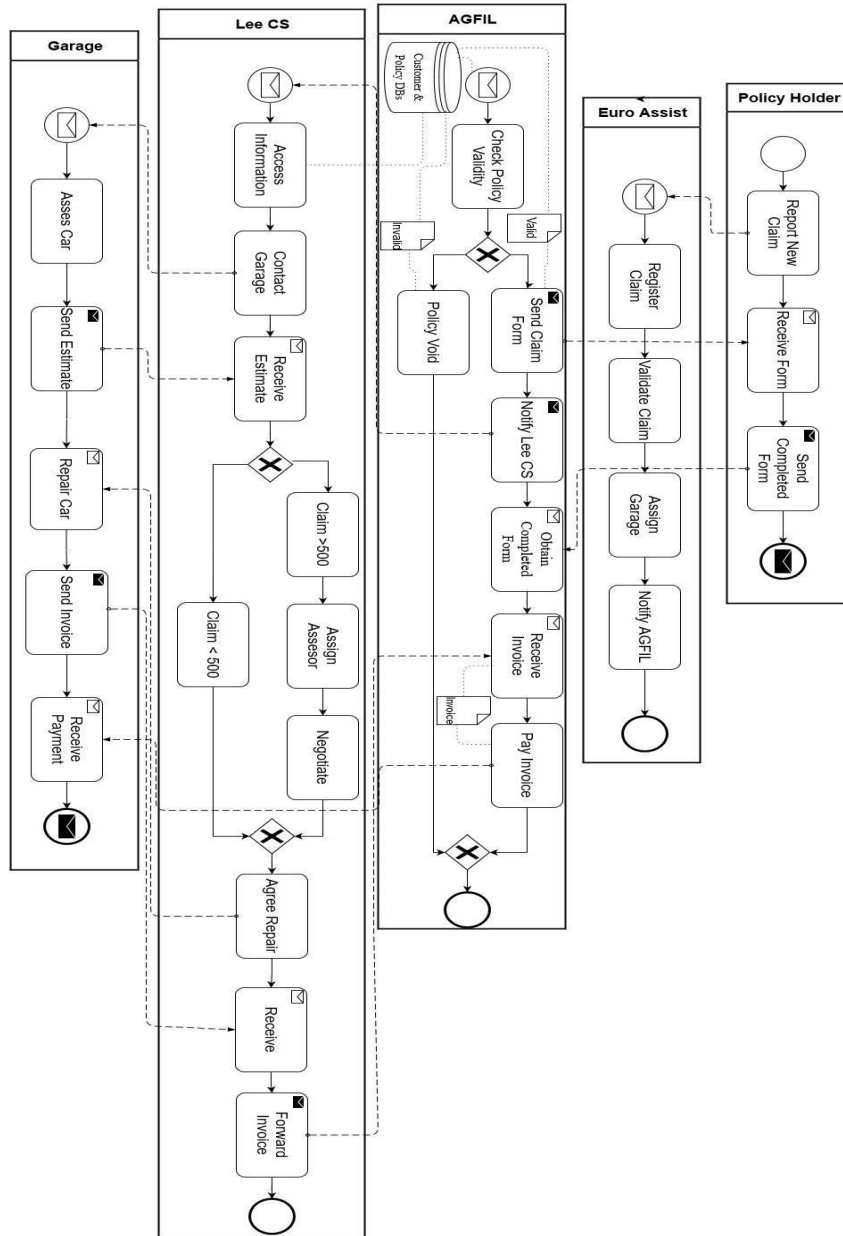 Garage
Asses Car
Send Estimate
Repair Car
Send Invoice
Receive
Payment
Lee CS
Access
Information
Contact
Garage
Receive
Estimate
Claim >500
Claim < 500
Assign
Assesor
Negotiate
Agree Repair
Receive
Forward
Invoice
AGFIL
Customer &
Policy DBs
Check Policy
Validity
Invalid
Valid
Policy Void
Send Claim
Form
Notify Lee CS
Obtain
Completed
Form
Receive
Invoice
Invoice
Pay Invoice
Euro Assist
Register
Claim
Validate Claim
Assign
Garage
Notify AGFIL
Policy Holder
Report New
Claim
Receive Form
Send
Completed
Form